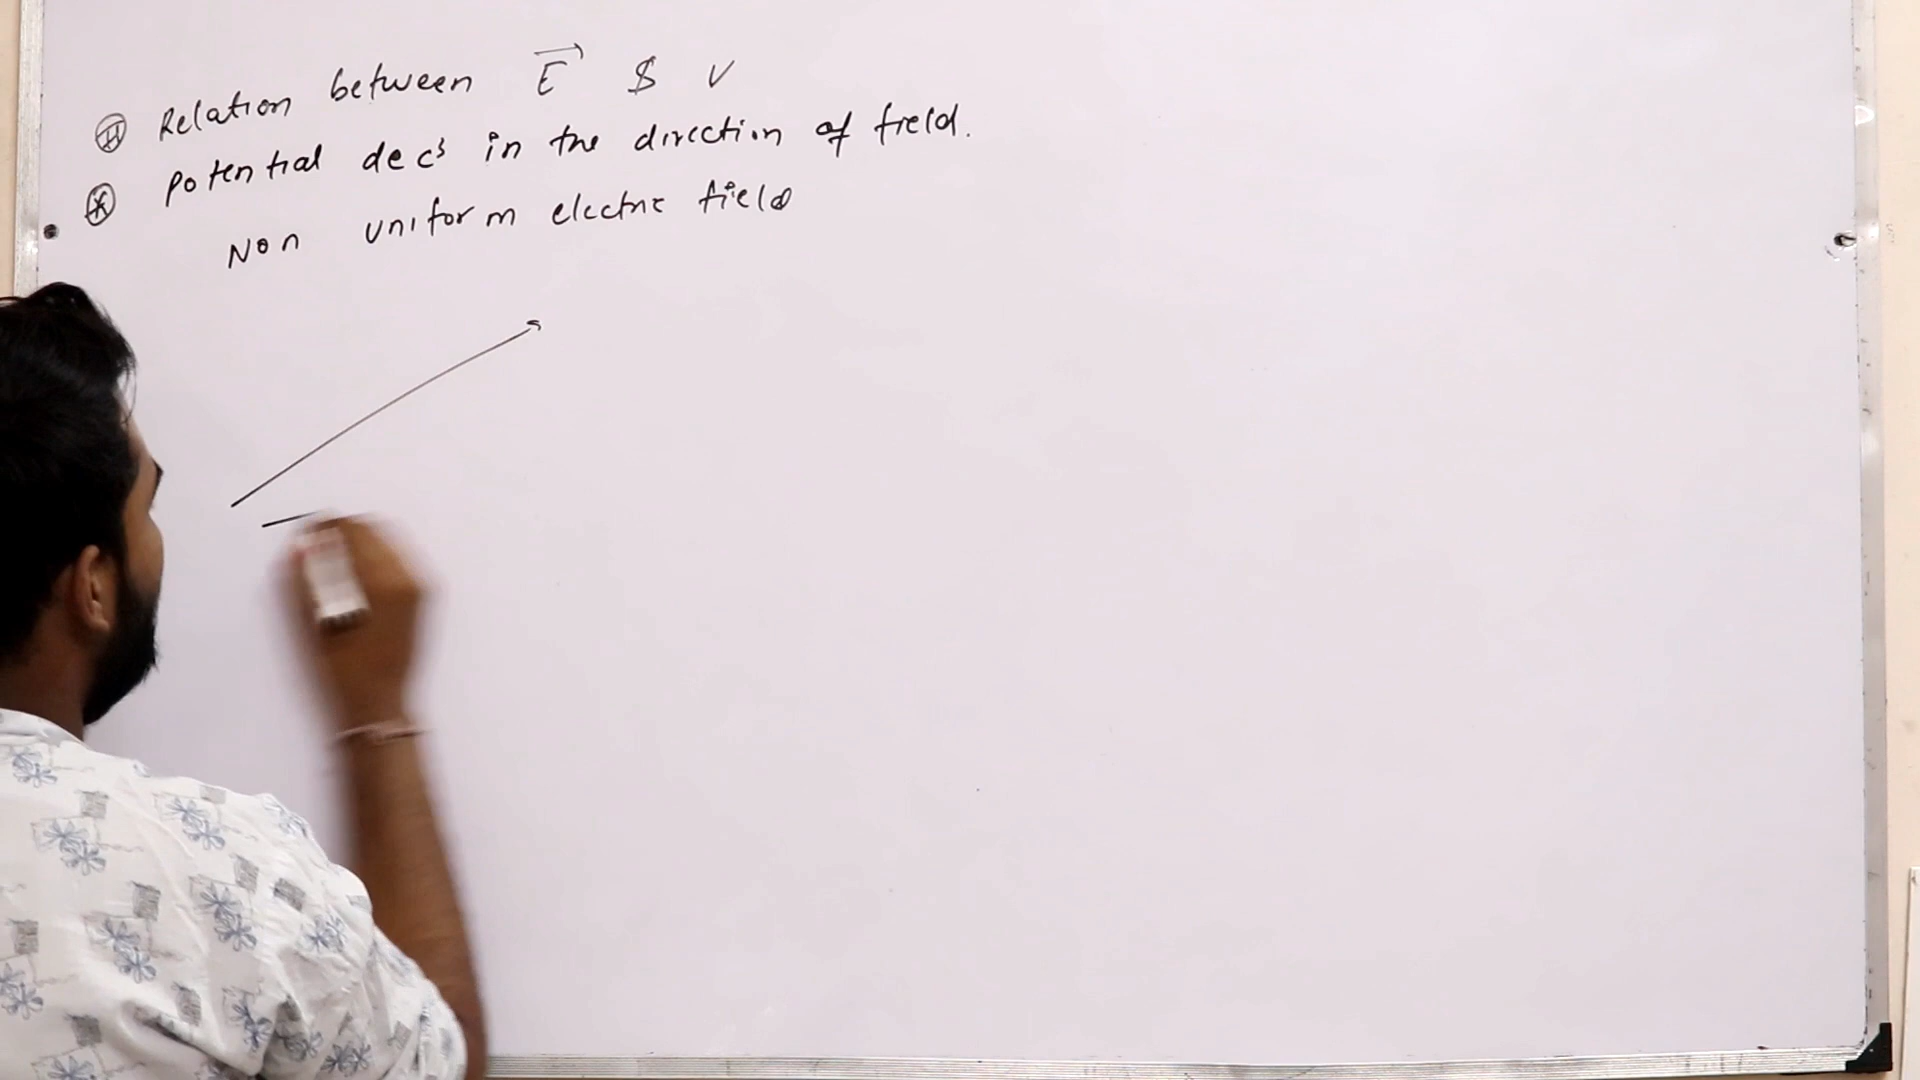 Relation between E & V
Potential decs in the direction of field.
Non uniform electric field